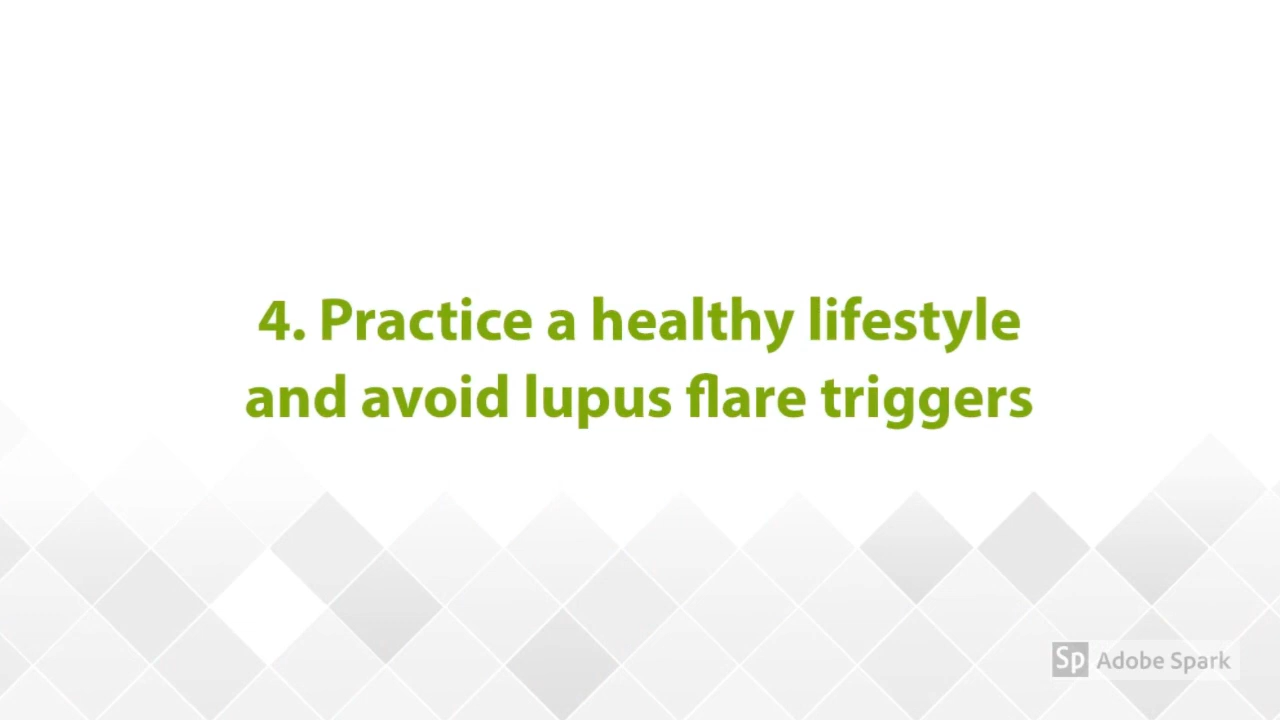 4. Practice a healthy lifestyle
and avoid lupus flare triggers
Sp Adobe Spark